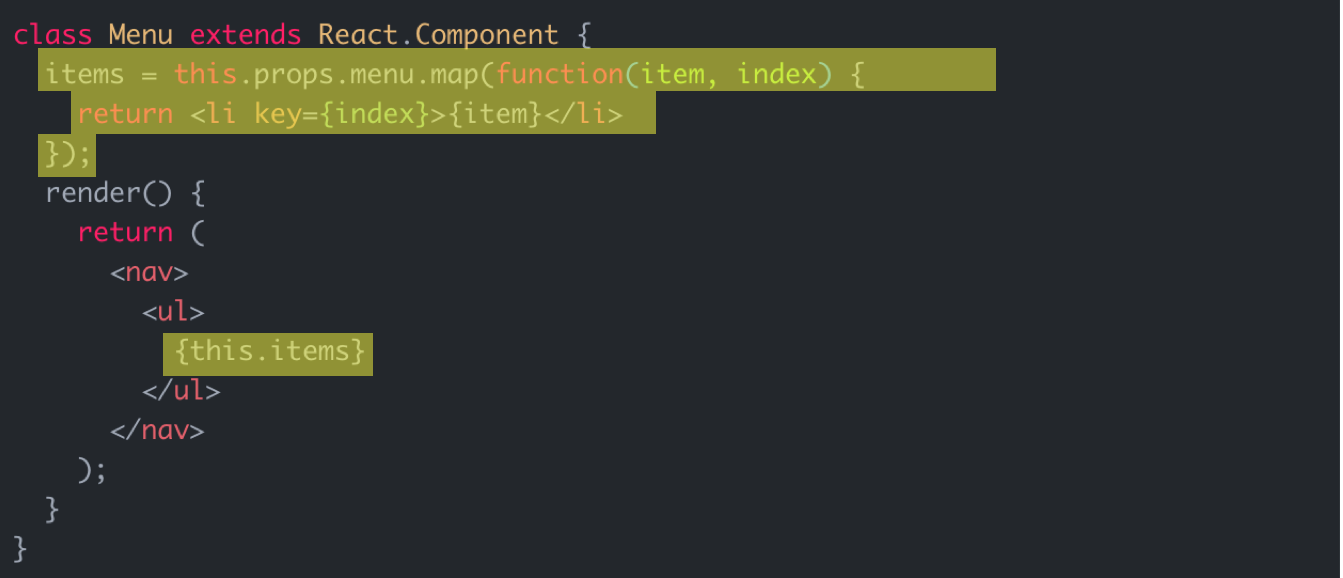 class Menu extends React.Component {
  items = this.props.menu.map(function(item, index) {
    return <li key={index}>{item}</li>
  });
  render() {
    return (
      <nav>
        <ul>
          {this.items}
        </ul>
      </nav>
    );
  }
}